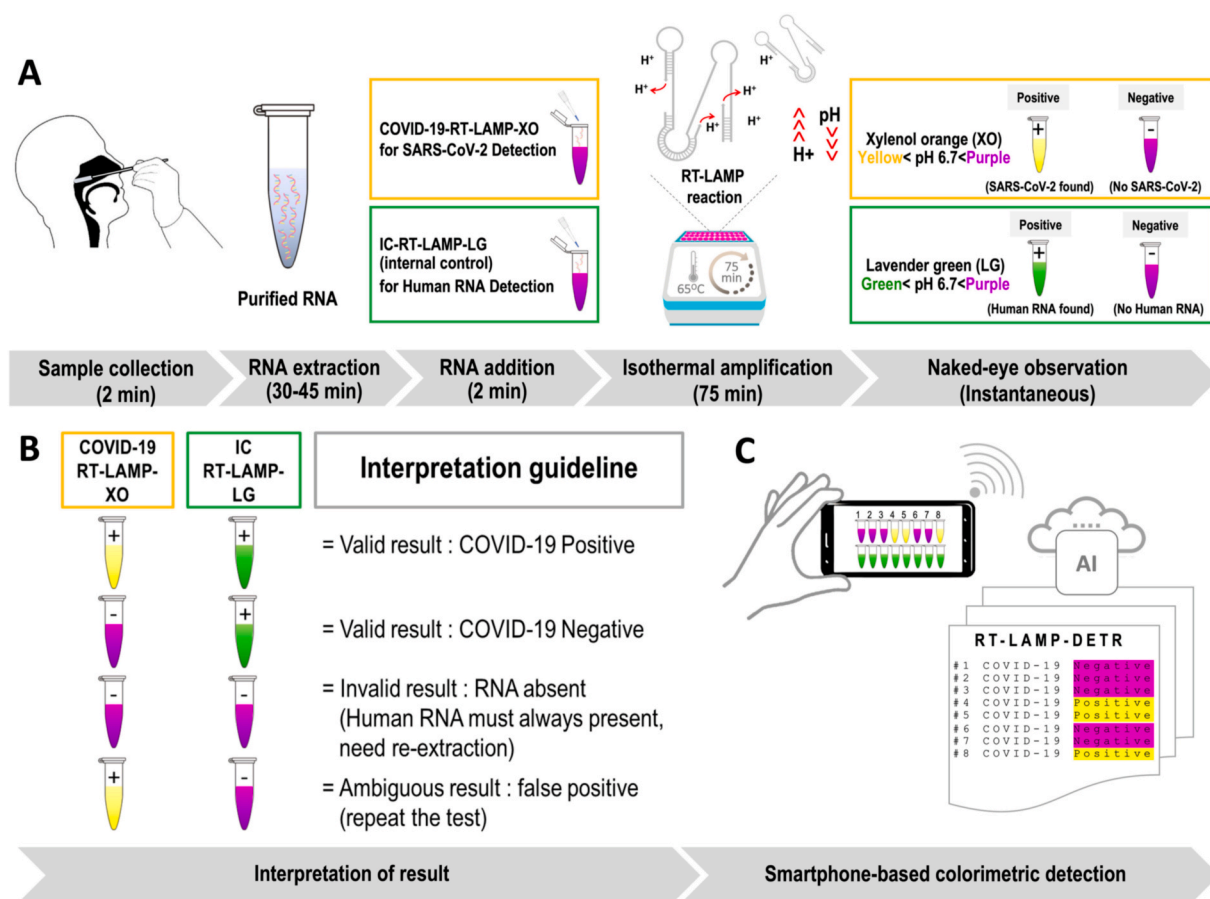 A
Purified RNA
COVID-19-RT-LAMP-XO
for SARS-CoV-2 Detection
IC-RT-LAMP-LG
(internal control)
for Human RNA Detection
H⁺
H⁺
H⁺
H⁺
H⁺
H⁺
H⁺
pH
H+
RT-LAMP
reaction
65°C
75
min
Positive
Negative
+
-
Xylenol orange (XO)
Yellow< pH 6.7<Purple
(SARS-CoV-2 found)
(No SARS-CoV-2)
Positive
Negative
+
-
Lavender green (LG)
Green< pH 6.7<Purple
(Human RNA found)
(No Human RNA)
Sample collection
(2 min)
RNA extraction
(30-45 min)
RNA addition
(2 min)
Isothermal amplification
(75 min)
Naked-eye observation
(Instantaneous)
B
COVID-19
RT-LAMP-
XO
IC
RT-LAMP-
LG
Interpretation guideline
+
+
= Valid result : COVID-19 Positive
-
+
= Valid result : COVID-19 Negative
-
-
= Invalid result : RNA absent
(Human RNA must always present,
need re-extraction)
+
-
= Ambiguous result : false positive
(repeat the test)
C
1 2 3 4 5 6 7 8
AI
RT-LAMP-DETR
#1 COVID-19 Negative
#2 COVID-19 Negative
#3 COVID-19 Negative
#4 COVID-19 Positive
#5 COVID-19 Positive
#6 COVID-19 Negative
#7 COVID-19 Negative
#8 COVID-19 Positive
Interpretation of result
Smartphone-based colorimetric detection